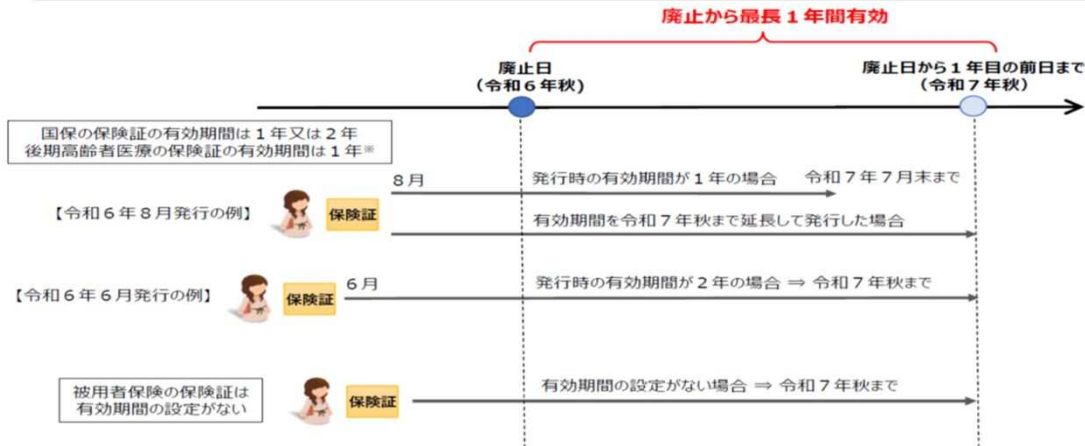 廃止から最長１年間有効
廃止日
（令和６年秋）
廃止日から１年目の前日まで
（令和７年秋）
国保の保険証の有効期間は１年又は２年
後期高齢者医療の保険証の有効期間は１年※
８月
発行時の有効期間が１年の場合
令和７年７月末まで
【令和６年８月発行の例】
保険証
有効期間を令和７年秋まで延長して発行した場合
６月
発行時の有効期間が２年の場合 ⇒ 令和７年秋まで
【令和６年６月発行の例】
保険証
被用者保険の保険証は
有効期間の設定がない
保険証
有効期間の設定がない場合 ⇒ 令和７年秋まで